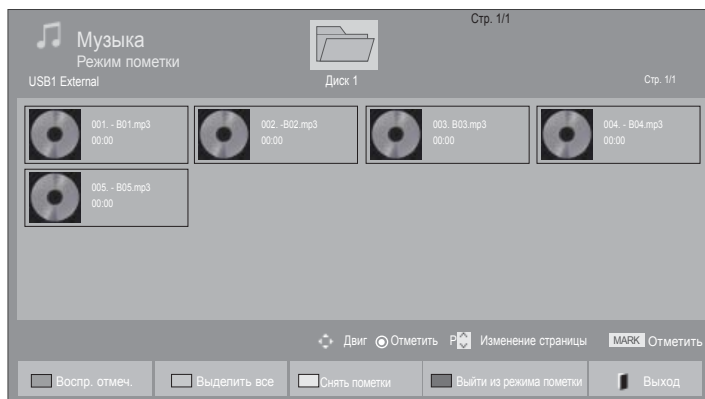 Стр. 1/1
Музыка
Режим пометки
USB1 External
Диск 1
Стр. 1/1
001. - B01.mp3
00:00
002. -B02.mp3
00:00
003. B03.mp3
00:00
004. - B04.mp3
00:00
005. - B05.mp3
00:00
Двиг Отметить P Изменение страницы MARK Отметить
Воспр. отмеч. Выделить все Снять пометки Выйти из режима пометки Выход